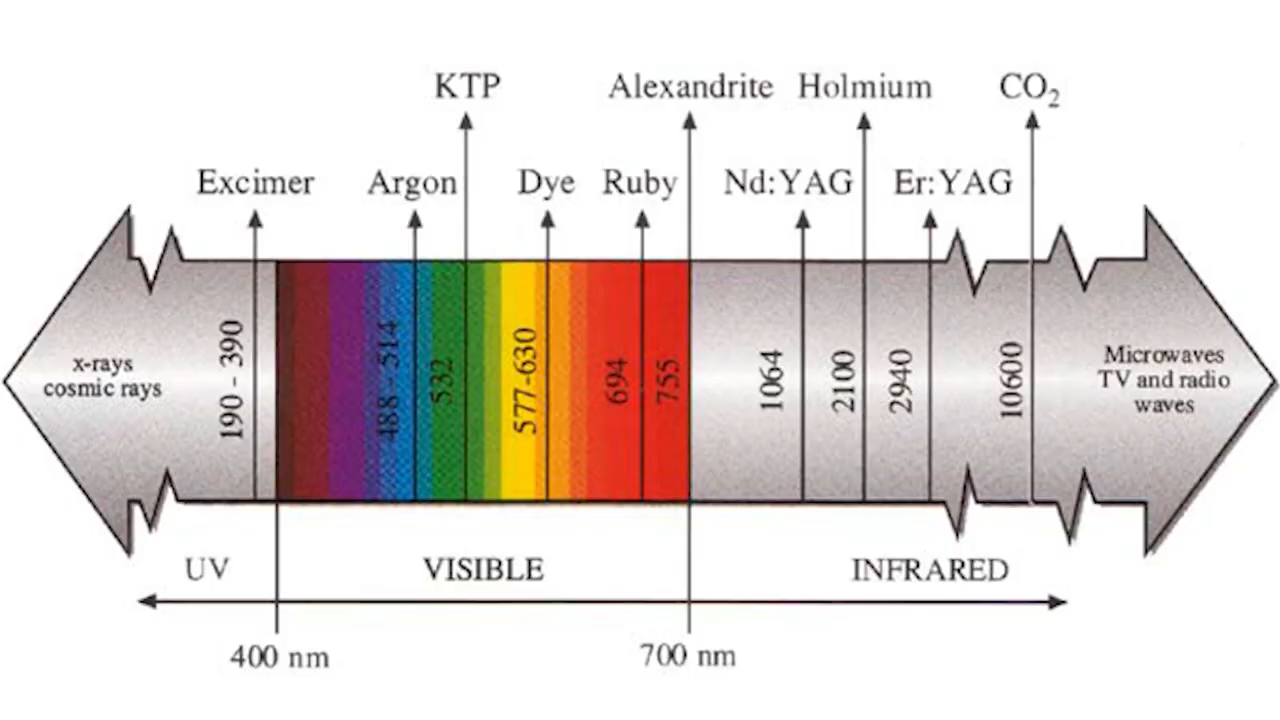 KTP
Alexandrite
Holmium
CO₂
Excimer
Argon
Dye
Ruby
Nd:YAG
Er:YAG
x-rays
cosmic rays
190 - 390
488 - 514
532
577-630
694
755
1064
2100
2940
10600
Microwaves
TV and radio
waves
UV
VISIBLE
INFRARED
400 nm
700 nm